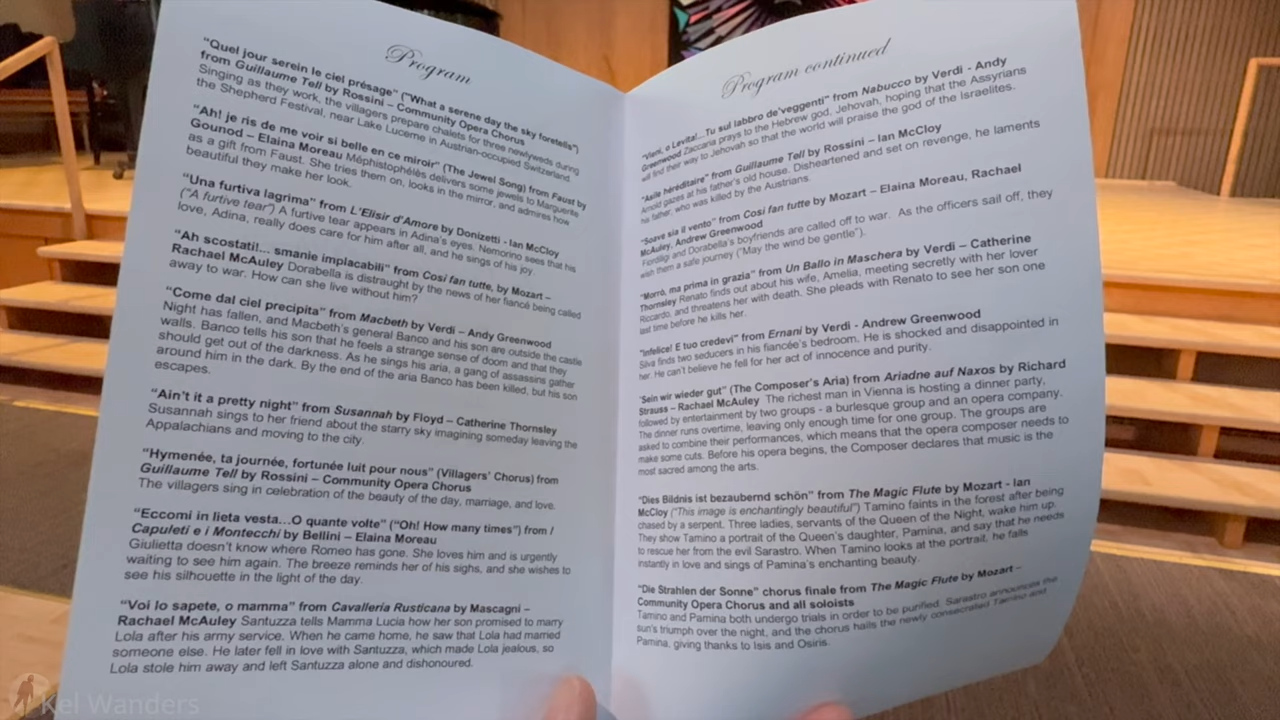 Program
“Quel jour serein le ciel présage” (“What a serene day the sky foretells”)
from Guillaume Tell by Rossini – Community Opera Chorus
Singing as they work, the villagers prepare chalets for three newlyweds during
the Shepherd Festival, near Lake Lucerne in Austrian-occupied Switzerland.
“Ah! je ris de me voir si belle en ce miroir” (The Jewel Song) from Faust by
Gounod – Elaina Moreau Méphistophélès delivers some jewels to Marguerite
as a gift from Faust. She tries them on, looks in the mirror, and admires how
beautiful they make her look.
“Una furtiva lagrima” from L’Elisir d’Amore by Donizetti - Ian McCloy
(“A furtive tear”) A furtive tear appears in Adina’s eyes. Nemorino sees that his
love, Adina, really does care for him after all, and he sings of his joy.
“Ah scostati!... smanie implacabili” from Cosi fan tutte, by Mozart –
Rachael McAuley Dorabella is distraught by the news of her fiancé being called
away to war. How can she live without him?
“Come dal ciel precipita” from Macbeth by Verdi – Andy Greenwood
Night has fallen, and Macbeth’s general Banco and his son are outside the castle
walls. Banco tells his son that he feels a strange sense of doom and that they
should get out of the darkness. As he sings his aria, a gang of assassins gather
around him in the dark. By the end of the aria Banco has been killed, but his son
escapes.
“Ain’t it a pretty night” from Susannah by Floyd – Catherine Thornsley
Susannah sings to her friend about the starry sky imagining someday leaving the
Appalachians and moving to the city.
“Hymenée, ta journée, fortunée luit pour nous” (Villagers’ Chorus) from
Guillaume Tell by Rossini – Community Opera Chorus
The villagers sing in celebration of the beauty of the day, marriage, and love.
“Eccomi in lieta vesta…O quante volte” (“Oh! How many times”) from I
Capuleti e i Montecchi by Bellini – Elaina Moreau
Giulietta doesn’t know where Romeo has gone. She loves him and is urgently
waiting to see him again. The breeze reminds her of his sighs, and she wishes to
see his silhouette in the light of the day.
“Voi lo sapete, o mamma” from Cavalleria Rusticana by Mascagni –
Rachael McAuley Santuzza tells Mamma Lucia how her son promised to marry
Lola after his army service. When he came home, he saw that Lola had married
someone else. He later fell in love with Santuzza, which made Lola jealous, so
Lola stole him away and left Santuzza alone and dishonoured.
Program continued
“Vieni, o Levita!...Tu sul labbro de’veggenti” from Nabucco by Verdi - Andy
Greenwood Zaccaria prays to the Hebrew god, Jehovah, hoping that the Assyrians
will find their way to Jehovah so that the world will praise the god of the Israelites.
“Asile héréditaire” from Guillaume Tell by Rossini – Ian McCloy
Arnold gazes at his father’s old house. Disheartened and set on revenge, he laments
his father, who was killed by the Austrians.
“Soave sia il vento” from Cosi fan tutte by Mozart – Elaina Moreau, Rachael
McAuley, Andrew Greenwood
Fiordiligi and Dorabella’s boyfriends are called off to war. As the officers sail off, they
wish them a safe journey (“May the wind be gentle”).
“Morrò, ma prima in grazia” from Un Ballo in Maschera by Verdi – Catherine
Thornsley Renato finds out about his wife, Amelia, meeting secretly with her lover
Riccardo, and threatens her with death. She pleads with Renato to see her son one
last time before he kills her.
“Infelice! E tuo credevi” from Ernani by Verdi - Andrew Greenwood
Silva finds two seducers in his fiancée’s bedroom. He is shocked and disappointed in
her. He can’t believe he fell for her act of innocence and purity.
“Sein wir wieder gut” (The Composer’s Aria) from Ariadne auf Naxos by Richard
Strauss – Rachael McAuley The richest man in Vienna is hosting a dinner party,
followed by entertainment by two groups - a burlesque group and an opera company.
The dinner runs overtime, leaving only enough time for one group. The groups are
asked to combine their performances, which means that the opera composer needs to
make some cuts. Before his opera begins, the Composer declares that music is the
most sacred among the arts.
“Dies Bildnis ist bezaubernd schön” from The Magic Flute by Mozart - Ian
McCloy (“This image is enchantingly beautiful”) Tamino faints in the forest after being
chased by a serpent. Three ladies, servants of the Queen of the Night, wake him up.
They show Tamino a portrait of the Queen’s daughter, Pamina, and say that he needs
to rescue her from the evil Sarastro. When Tamino looks at the portrait, he falls
instantly in love and sings of Pamina’s enchanting beauty.
“Die Strahlen der Sonne” chorus finale from The Magic Flute by Mozart –
Community Opera Chorus and all soloists
Tamino and Pamina both undergo trials in order to be purified. Sarastro announces the
sun’s triumph over the night, and the chorus hails the newly consecrated Tamino and
Pamina, giving thanks to Isis and Osiris.
Kel Wanders